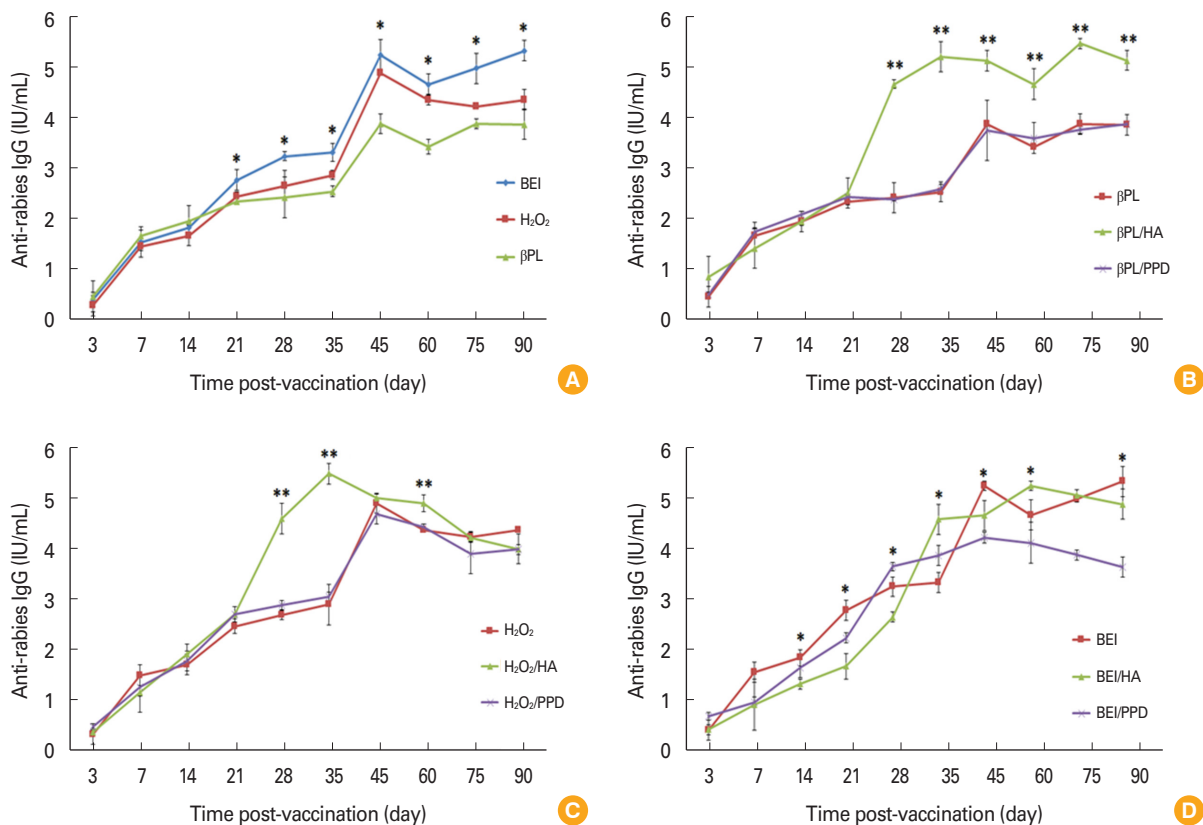 Anti-rabies IgG (IU/mL)
6
5
4
3
2
1
0
* * * * * * *
BEI
H₂O₂
βPL
3 7 14 21 28 35 45 60 75 90
Time post-vaccination (day)
A
Anti-rabies IgG (IU/mL)
6
5
4
3
2
1
0
** ** ** ** ** **
βPL
βPL/HA
βPL/PPD
3 7 14 21 28 35 45 60 75 90
Time post-vaccination (day)
B
Anti-rabies IgG (IU/mL)
6
5
4
3
2
1
0
** ** **
H₂O₂
H₂O₂/HA
H₂O₂/PPD
3 7 14 21 28 35 45 60 75 90
Time post-vaccination (day)
C
Anti-rabies IgG (IU/mL)
6
5
4
3
2
1
0
* * * * * * *
BEI
BEI/HA
BEI/PPD
3 7 14 21 28 35 45 60 75 90
Time post-vaccination (day)
D